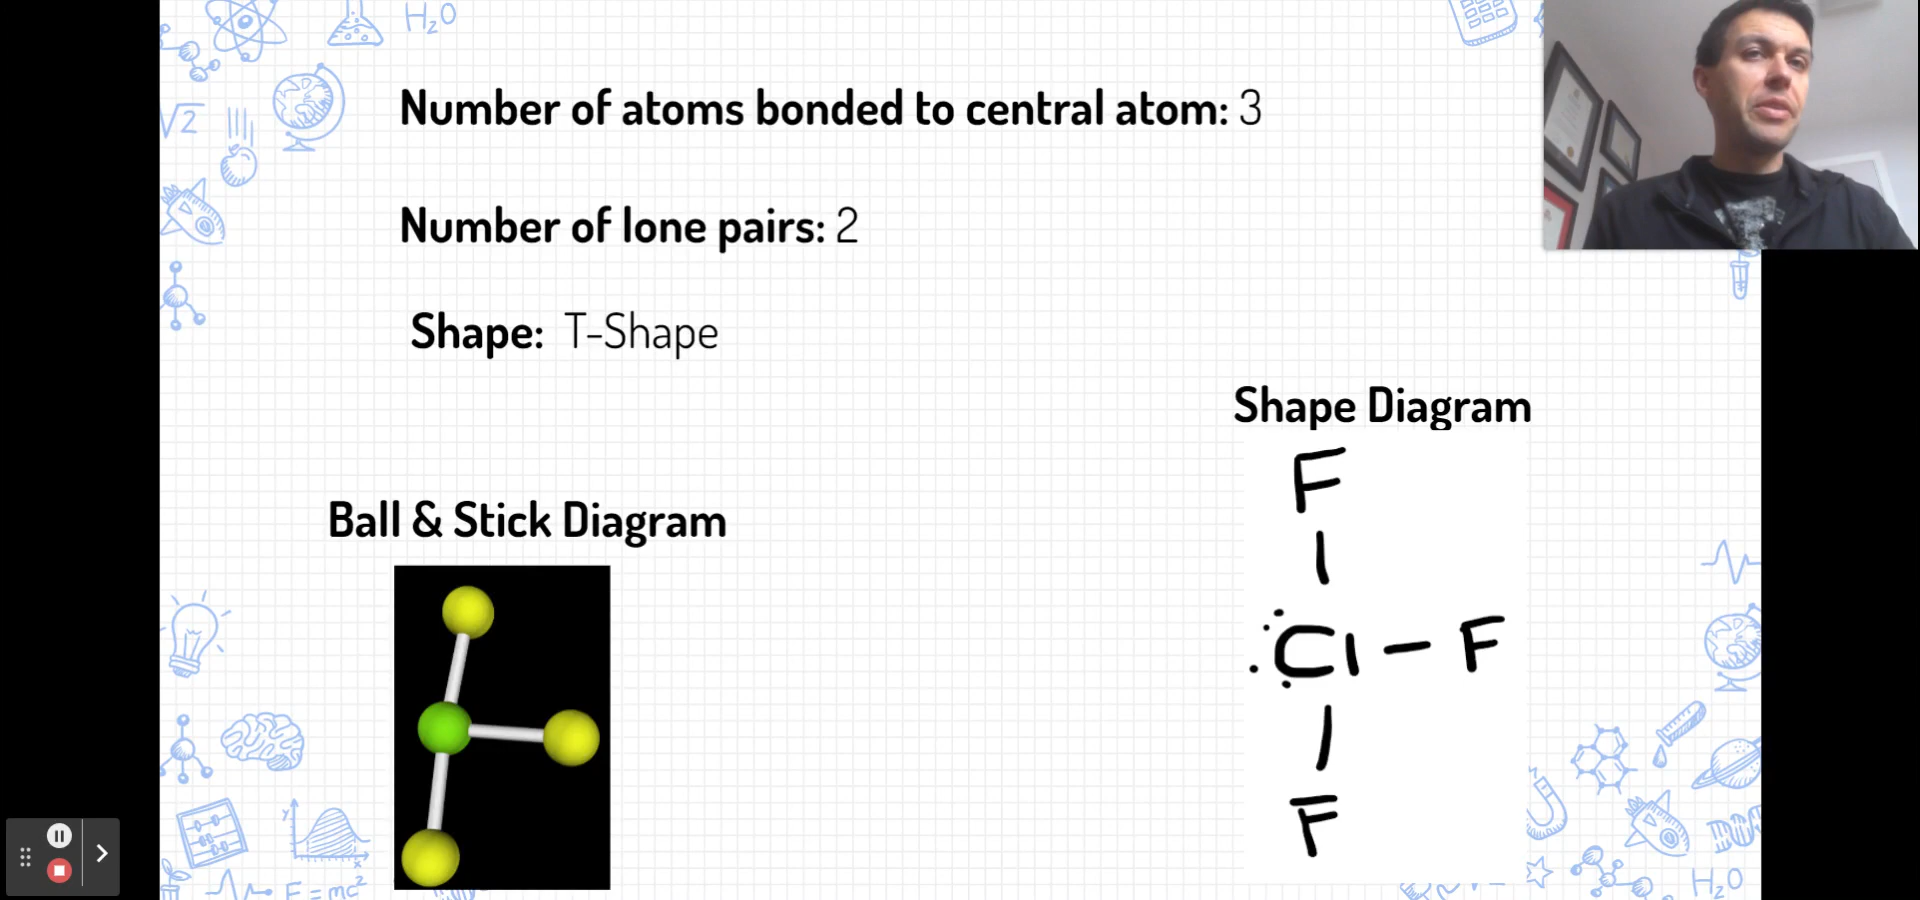 H₂O
√2
Number of atoms bonded to central atom: 3
Number of lone pairs: 2
Shape: T-Shape
Shape Diagram
F
Cl - F
F
Ball & Stick Diagram
y
x
F = mc²
H₂O